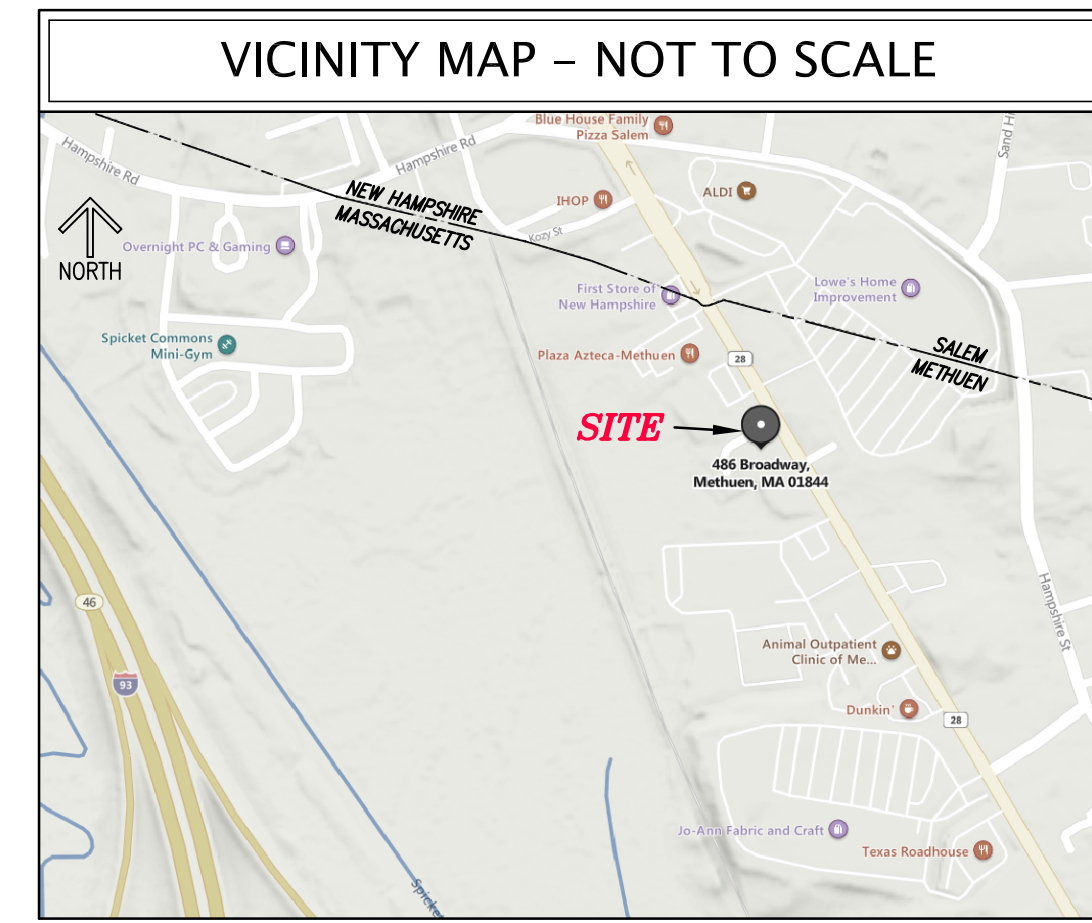 VICINITY MAP – NOT TO SCALE
Blue House Family
Pizza Salem
Hampshire Rd
Hampshire Rd
Sand H
NEW HAMPSHIRE
MASSACHUSETTS
IHOP
ALDI
NORTH
Overnight PC & Gaming
Kozy St
First Store of
New Hampshire
Lowe's Home
Improvement
Spicket Commons
Mini-Gym
Plaza Azteca-Methuen
28
SALEM
METHUEN
SITE
486 Broadway,
Methuen, MA 01844
46
Hampshire St
Animal Outpatient
Clinic of Me...
93
Dunkin'
28
Jo-Ann Fabric and Craft
Texas Roadhouse
Spicket